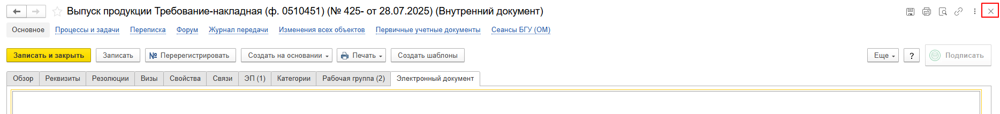 Выпуск продукции Требование-накладная (ф. 0510451) (№ 425- от 28.07.2025) (Внутренний документ)
Основное Процессы и задачи Переписка Форум Журнал передачи Изменения всех объектов Первичные учетные документы Сеансы БГУ (ОМ)
Записать и закрыть Записать № Перерегистрировать Создать на основании Печать Создать шаблоны Еще ? Подписать
Обзор Реквизиты Резолюции Визы Свойства Связи ЭП (1) Категории Рабочая группа (2) Электронный документ